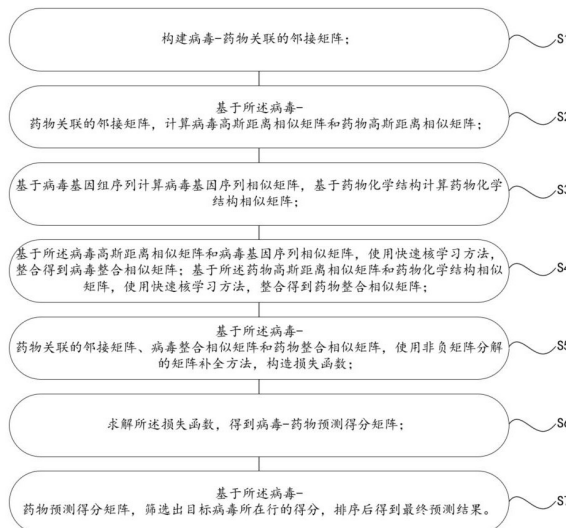 构建病毒-药物关联的邻接矩阵;
S1
基于所述病毒-
药物关联的邻接矩阵, 计算病毒高斯距离相似矩阵和药物高斯距离相似矩阵;
S2
基于病毒基因组序列计算病毒基因序列相似矩阵, 基于药物化学结构计算药物化学
结构相似矩阵;
S3
基于所述病毒高斯距离相似矩阵和病毒基因序列相似矩阵, 使用快速核学习方法,
整合得到病毒整合相似矩阵; 基于所述药物高斯距离相似矩阵和药物化学结构相似
矩阵, 使用快速核学习方法, 整合得到药物整合相似矩阵;
S4
基于所述病毒-
药物关联的邻接矩阵、病毒整合相似矩阵和药物整合相似矩阵, 使用非负矩阵分解
的矩阵补全方法, 构造损失函数;
S5
求解所述损失函数, 得到病毒-药物预测得分矩阵;
S6
基于所述病毒-
药物预测得分矩阵, 筛选出目标病毒所在行的得分, 排序后得到最终预测结果。
S7